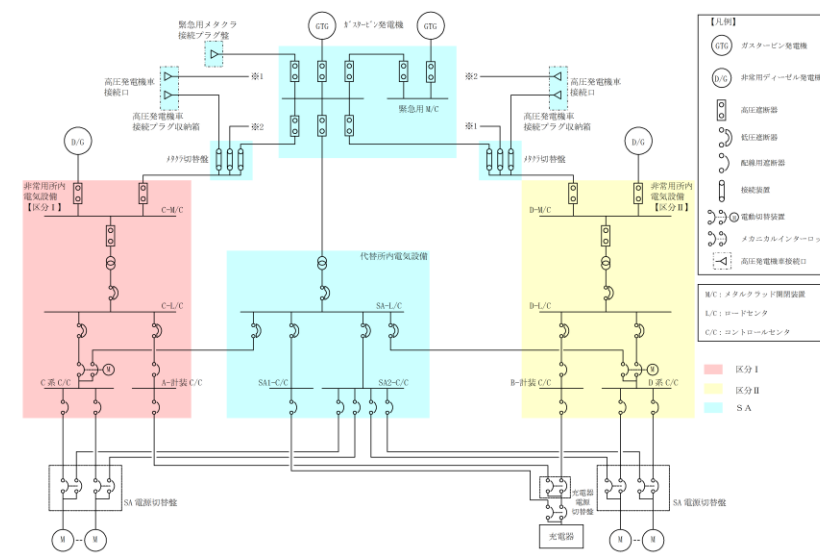 緊急用メタクラ
接続プラグ盤
GTG
ガスタービン発電機
GTG
※1
高圧発電機車
接続口
高圧発電機車
接続プラグ収納箱
※2
緊急用 M/C
※2
高圧発電機車
接続口
高圧発電機車
接続プラグ収納箱
※1
D/G
メタクラ切替盤
メタクラ切替盤
D/G
非常用所内
電気設備
【区分Ⅰ】
C-M/C
D-M/C
非常用所内
電気設備
【区分Ⅱ】
代替所内電気設備
C-L/C
SA-L/C
D-L/C
M
M
C系 C/C
A-計装 C/C
SA1-C/C
SA2-C/C
B-計装 C/C
D系 C/C
SA電源切替盤
充電器
電源
切替盤
SA電源切替盤
M
M
充電器
M
M
【凡例】
GTG
ガスタービン発電機
D/G
非常用ディーゼル発電機
高圧遮断器
低圧遮断器
配線用遮断器
接続装置
M
電動切替装置
メカニカルインターロッ
高圧発電機車接続口
M/C：メタルクラッド開閉装置
L/C：ロードセンタ
C/C：コントロールセンタ
区分Ⅰ
区分Ⅱ
ＳＡ